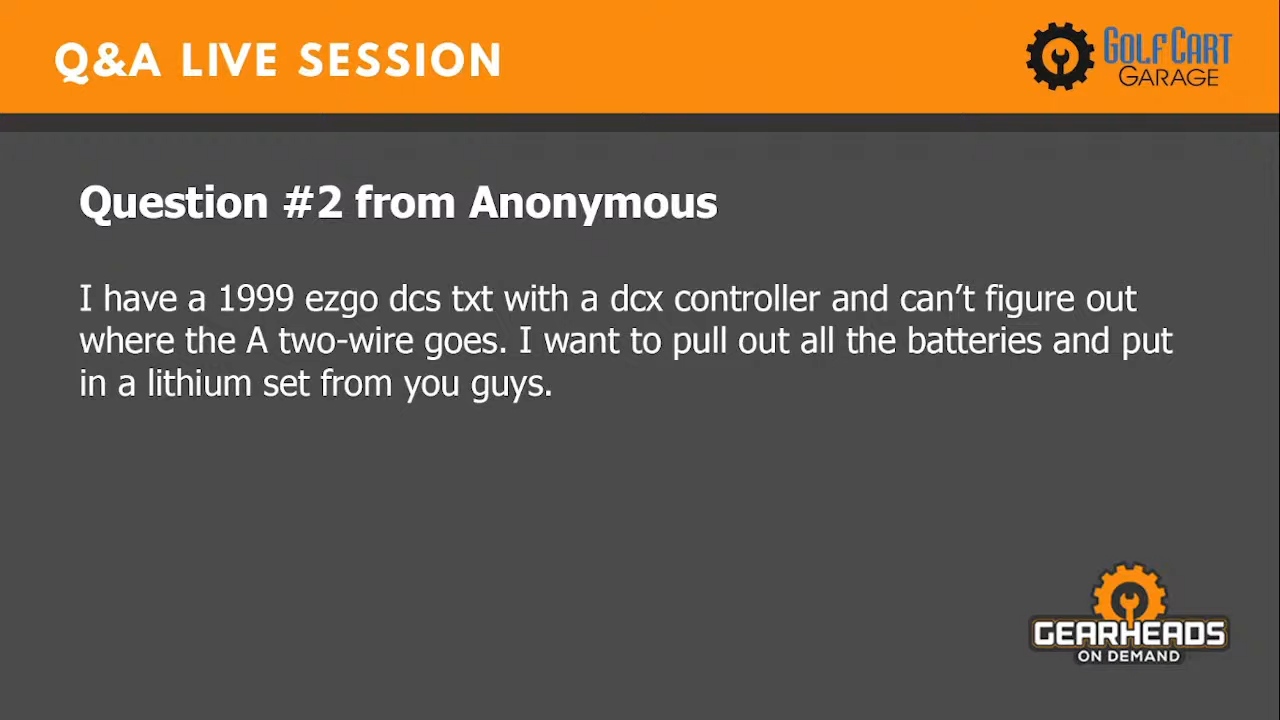 Q&A LIVE SESSION
GOLF CART
GARAGE
Question #2 from Anonymous
I have a 1999 ezgo dcs txt with a dcx controller and can’t figure out
where the A two-wire goes. I want to pull out all the batteries and put
in a lithium set from you guys.
GEARHEADS
ON DEMAND